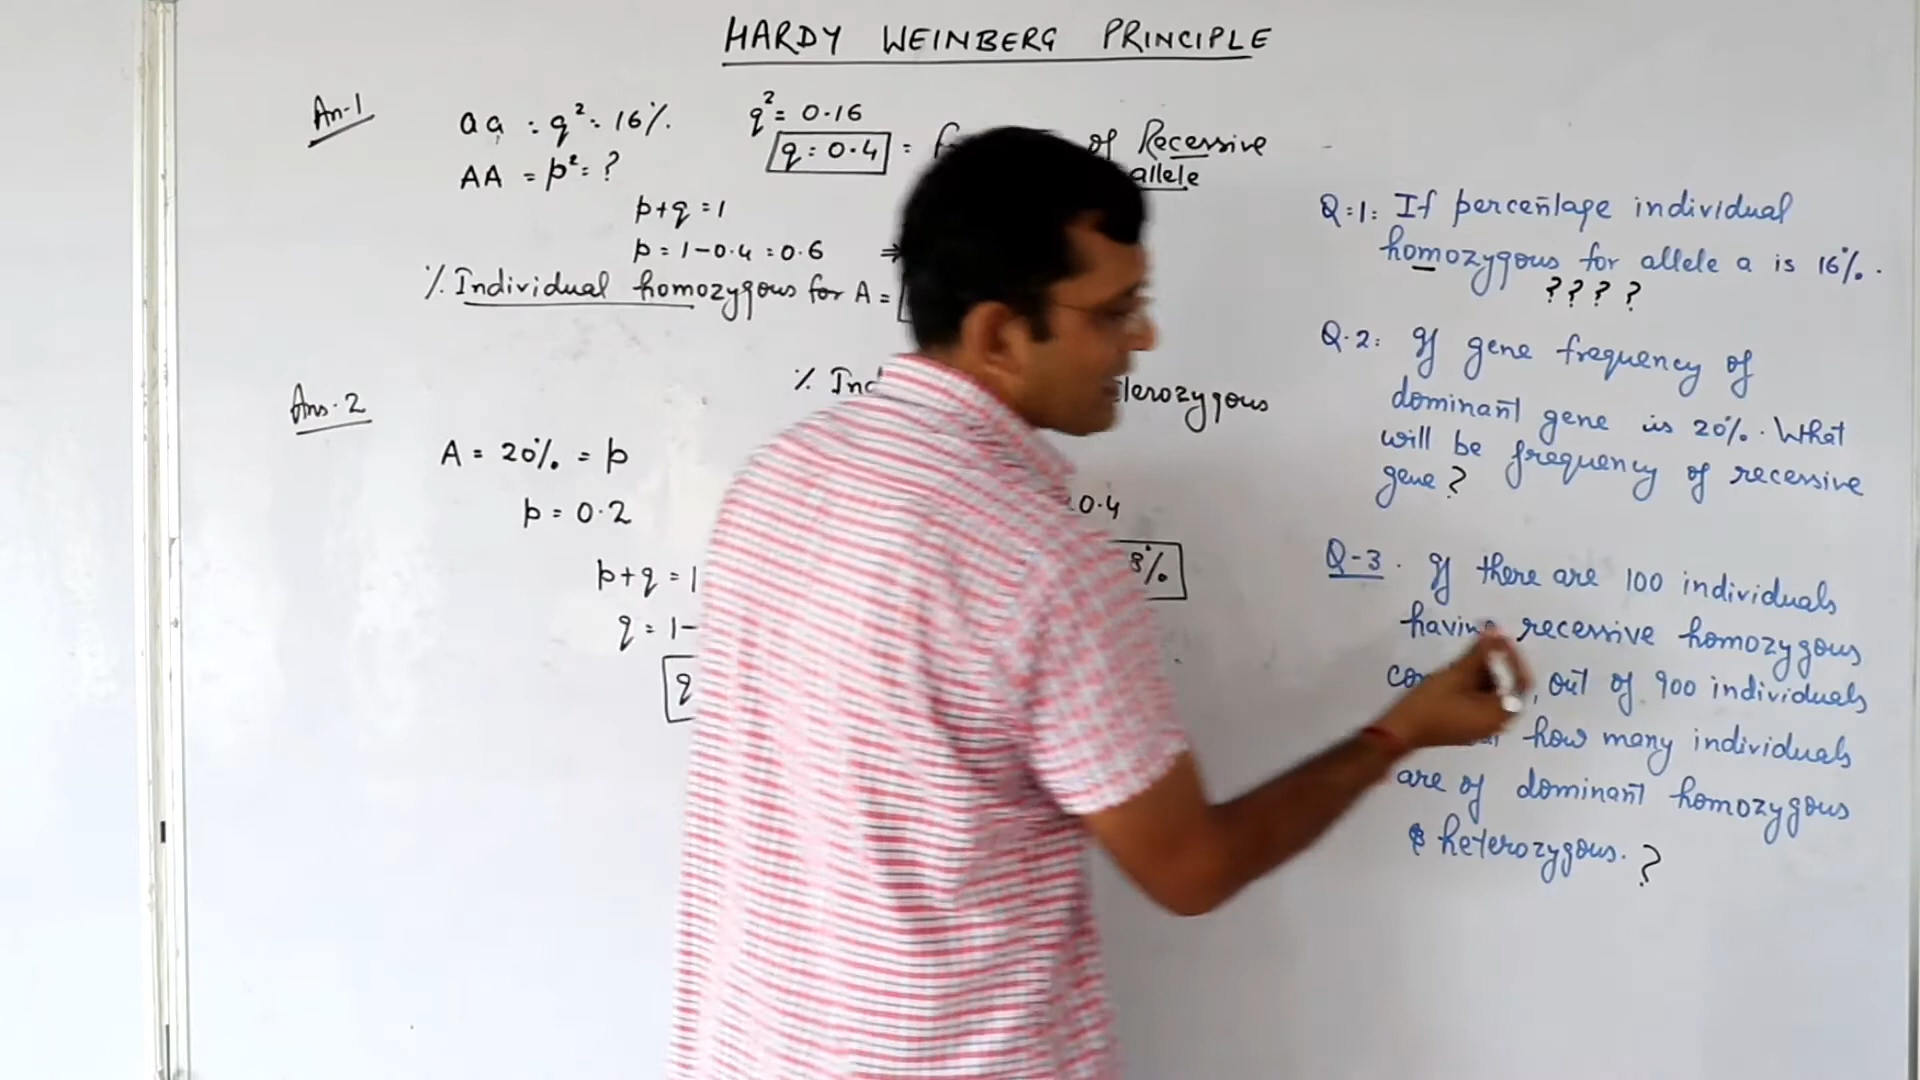 HARDY WEINBERG PRINCIPLE
An-1
aa : q²: 16%.
q² = 0.16
q = 0.4 = of Recessive
allele
AA = p² = ?
p+q = 1
p = 1-0.4 = 0.6 ⇒
% Individual homozygous for A =
%
Ans. 2
A = 20% = p
p = 0.2
0.4
p+q = 1
8%
q = 1-
q
Q=1: If percentage individual
homozygous for allele a is 16%.
? ? ? ?
Q.2: If gene frequency of
dominant gene is 20%. What
will be frequency of recessive
gene?
Q-3. If there are 100 individuals
having recessive homozygous
, out of 900 individuals
how many individuals
are of dominant homozygous
& heterozygous. ?